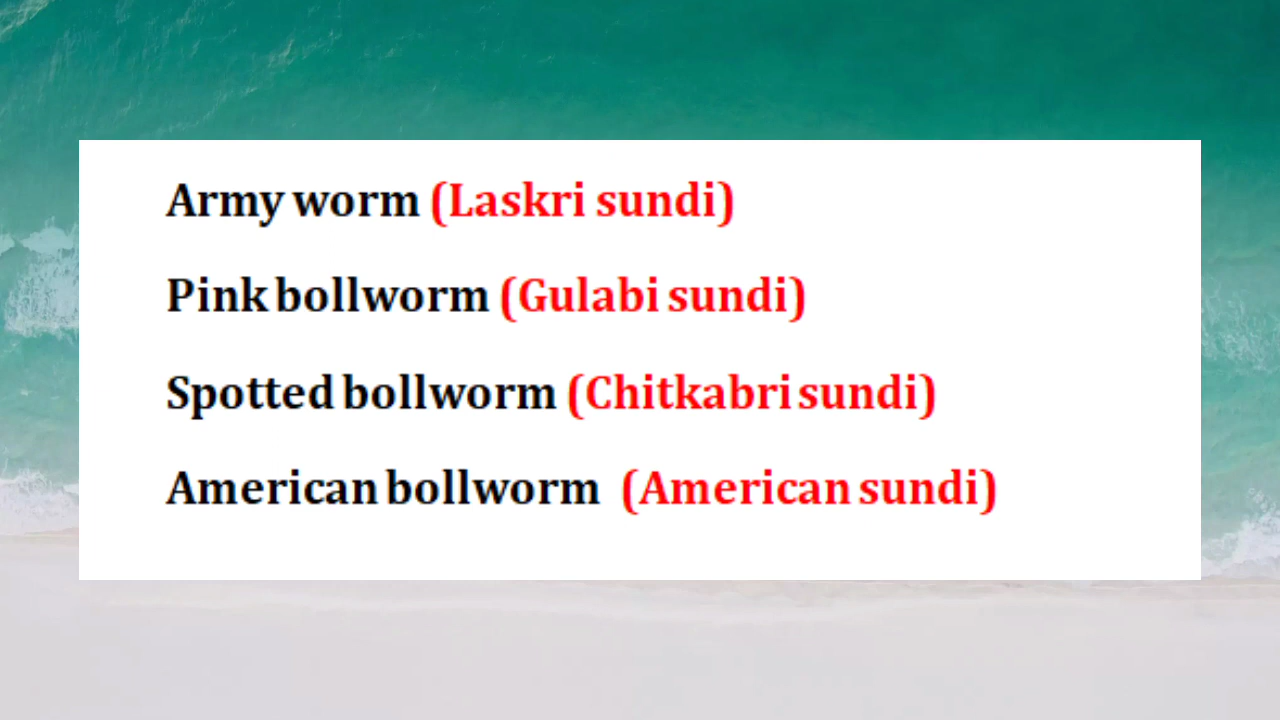 Army worm (Laskri sundi)
Pink bollworm (Gulabi sundi)
Spotted bollworm (Chitkabri sundi)
American bollworm (American sundi)